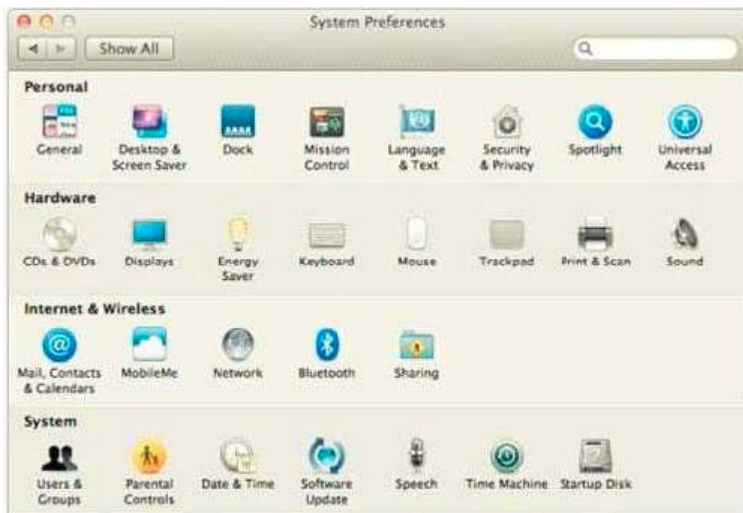 System Preferences
Show All
Personal
General
Desktop &
Screen Saver
Dock
Mission
Control
Language
& Text
Security
& Privacy
Spotlight
Universal
Access
Hardware
CDs & DVDs
Displays
Energy
Saver
Keyboard
Mouse
Trackpad
Print & Scan
Sound
Internet & Wireless
Mail, Contacts
& Calendars
MobileMe
Network
Bluetooth
Sharing
System
Users &
Groups
Parental
Controls
Date & Time
Software
Update
Speech
Time Machine
Startup Disk